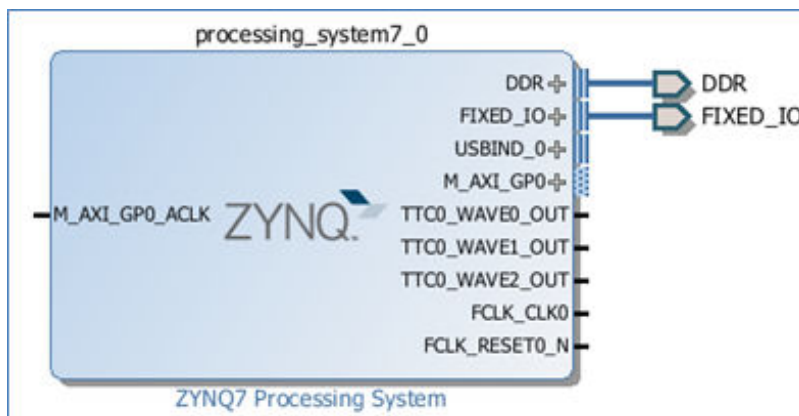 processing_system7_0
DDR
FIXED_IO
USBIND_0
M_AXI_GP0
M_AXI_GP0_ACLK
ZYNQ.
TTC0_WAVE0_OUT
TTC0_WAVE1_OUT
TTC0_WAVE2_OUT
FCLK_CLK0
FCLK_RESET0_N
DDR
FIXED_IO
ZYNQ7 Processing System